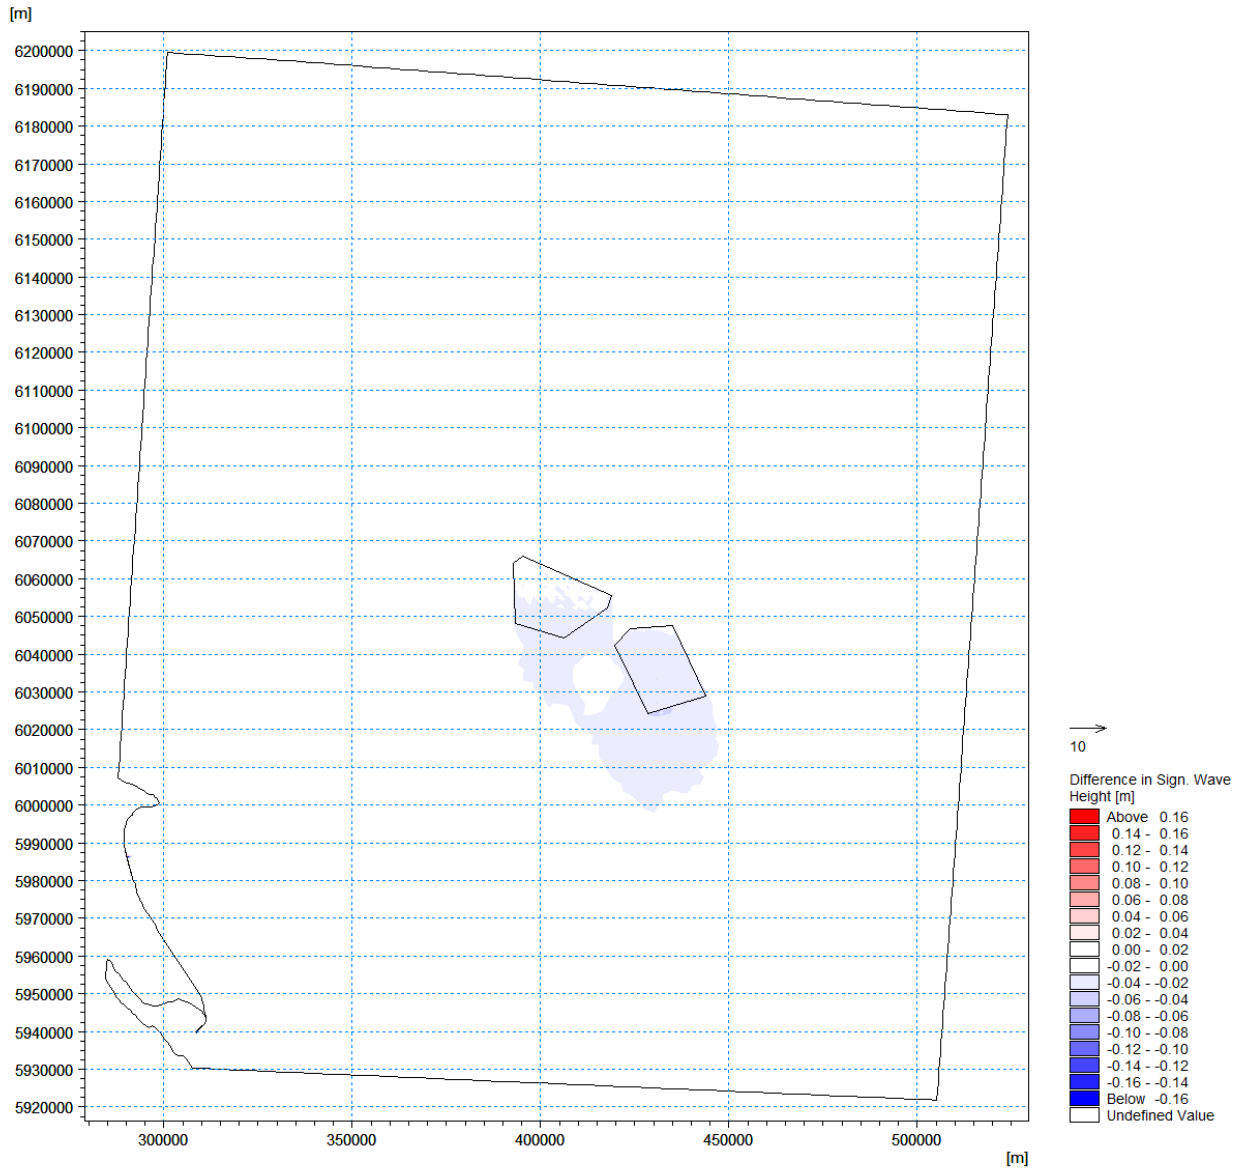 [m]
6200000
6190000
6180000
6170000
6160000
6150000
6140000
6130000
6120000
6110000
6100000
6090000
6080000
6070000
6060000
6050000
6040000
6030000
6020000
6010000
6000000
5990000
5980000
5970000
5960000
5950000
5940000
5930000
5920000
300000 350000 400000 450000 500000
[m]
10
Difference in Sign. Wave
Height [m]
Above 0.16
0.14 - 0.16
0.12 - 0.14
0.10 - 0.12
0.08 - 0.10
0.06 - 0.08
0.04 - 0.06
0.02 - 0.04
0.00 - 0.02
-0.02 - 0.00
-0.04 - -0.02
-0.06 - -0.04
-0.08 - -0.06
-0.10 - -0.08
-0.12 - -0.10
-0.14 - -0.12
-0.16 - -0.14
Below -0.16
Undefined Value